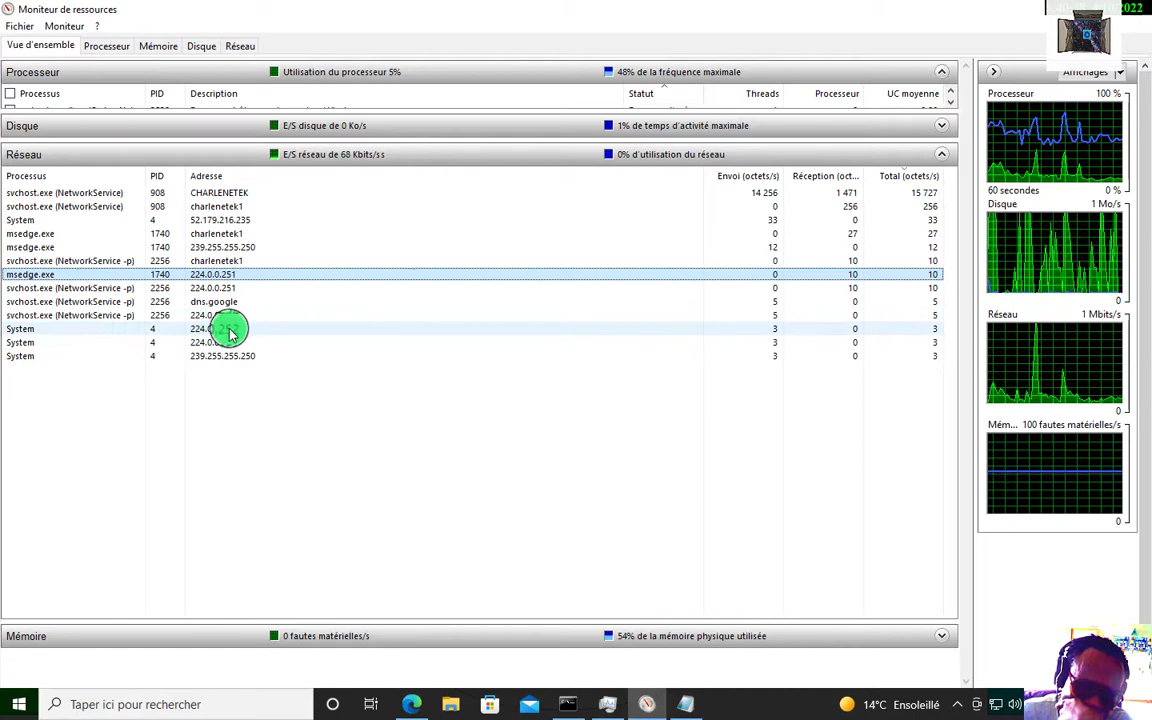 Moniteur de ressources
2022
Fichier Moniteur ?
Vue d'ensemble Processeur Mémoire Disque Réseau
Processeur Utilisation du processeur 5% 48% de la fréquence maximale
Processus PID Description Statut Threads Processeur UC moyenne
Disque E/S disque de 0 Ko/s 1% de temps d'activité maximale
Réseau E/S réseau de 68 Kbits/ss 0% d'utilisation du réseau
Processus PID Adresse Envoi (octets/s) Réception (oct... Total (octets/s)
svchost.exe (NetworkService) 908 CHARLENETEK 14 256 1 471 15 727
svchost.exe (NetworkService) 908 charlenetek1 0 256 256
System 4 52.179.216.235 33 0 33
msedge.exe 1740 charlenetek1 0 27 27
msedge.exe 1740 239.255.255.250 12 0 12
svchost.exe (NetworkService -p) 2256 charlenetek1 0 10 10
msedge.exe 1740 224.0.0.251 0 10 10
svchost.exe (NetworkService -p) 2256 224.0.0.251 0 10 10
svchost.exe (NetworkService -p) 2256 dns.google 5 0 5
svchost.exe (NetworkService -p) 2256 5 0 5
System 4 3 0 3
System 4 3 0 3
System 4 239.255.255.250 3 0 3
Mémoire 0 fautes matérielles/s 54% de la mémoire physique utilisée
Affichages
Processeur 100 %
60 secondes 0 %
Disque 1 Mo/s
0
Réseau 1 Mbits/s
0
Mém... 100 fautes matérielles/s
0
Taper ici pour rechercher
14°C Ensoleillé